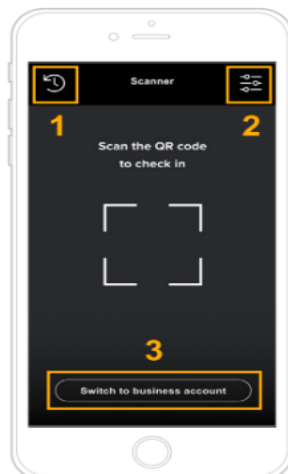 Scanner
1
2
Scan the QR code
to check in
3
Switch to business account